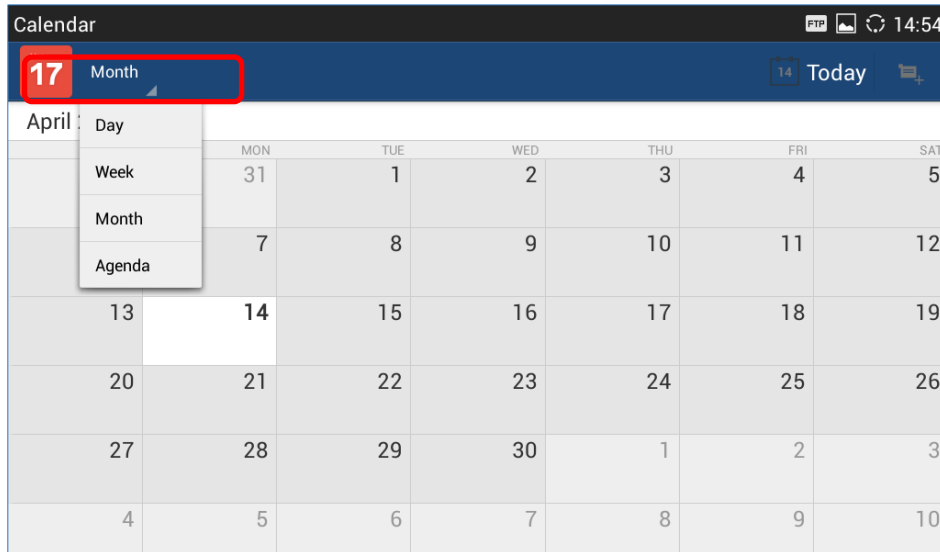 Calendar FTP 14:54
17 Month 14 Today
April
Day
MON TUE WED THU FRI SAT
Week
31 1 2 3 4 5
Month
7 8 9 10 11 12
Agenda
13 14 15 16 17 18 19
20 21 22 23 24 25 26
27 28 29 30 1 2 3
4 5 6 7 8 9 10